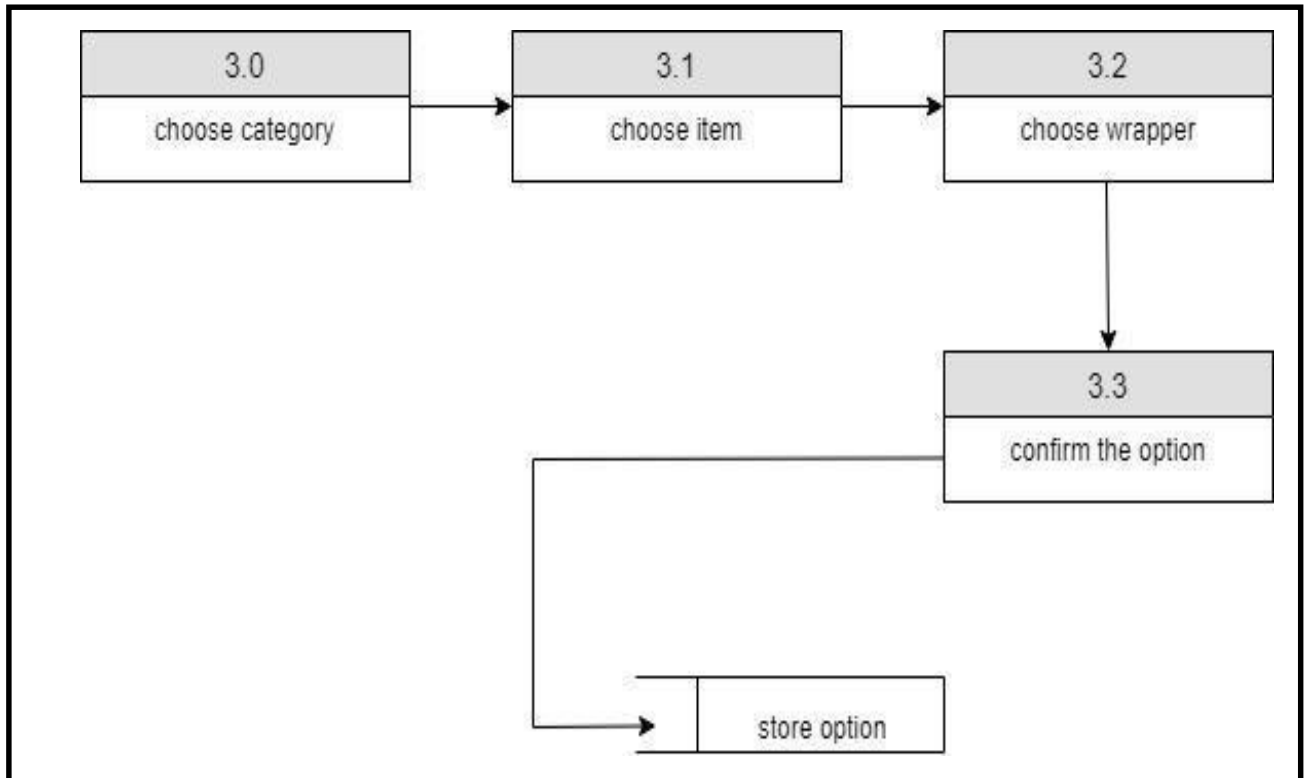 3.0
choose category
3.1
choose item
3.2
choose wrapper
3.3
confirm the option
store option